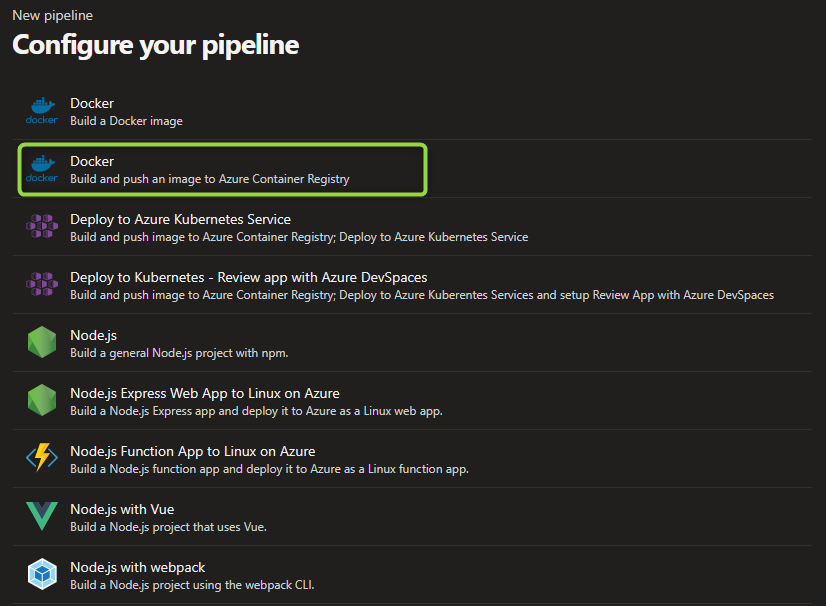 New pipeline
Configure your pipeline
docker
Docker
Build a Docker image
docker
Docker
Build and push an image to Azure Container Registry
Deploy to Azure Kubernetes Service
Build and push image to Azure Container Registry; Deploy to Azure Kubernetes Service
Deploy to Kubernetes - Review app with Azure DevSpaces
Build and push image to Azure Container Registry; Deploy to Azure Kuberentes Services and setup Review App with Azure DevSpaces
Node.js
Build a general Node.js project with npm.
Node.js Express Web App to Linux on Azure
Build a Node.js Express app and deploy it to Azure as a Linux web app.
Node.js Function App to Linux on Azure
Build a Node.js function app and deploy it to Azure as a Linux function app.
Node.js with Vue
Build a Node.js project that uses Vue.
Node.js with webpack
Build a Node.js project using the webpack CLI.